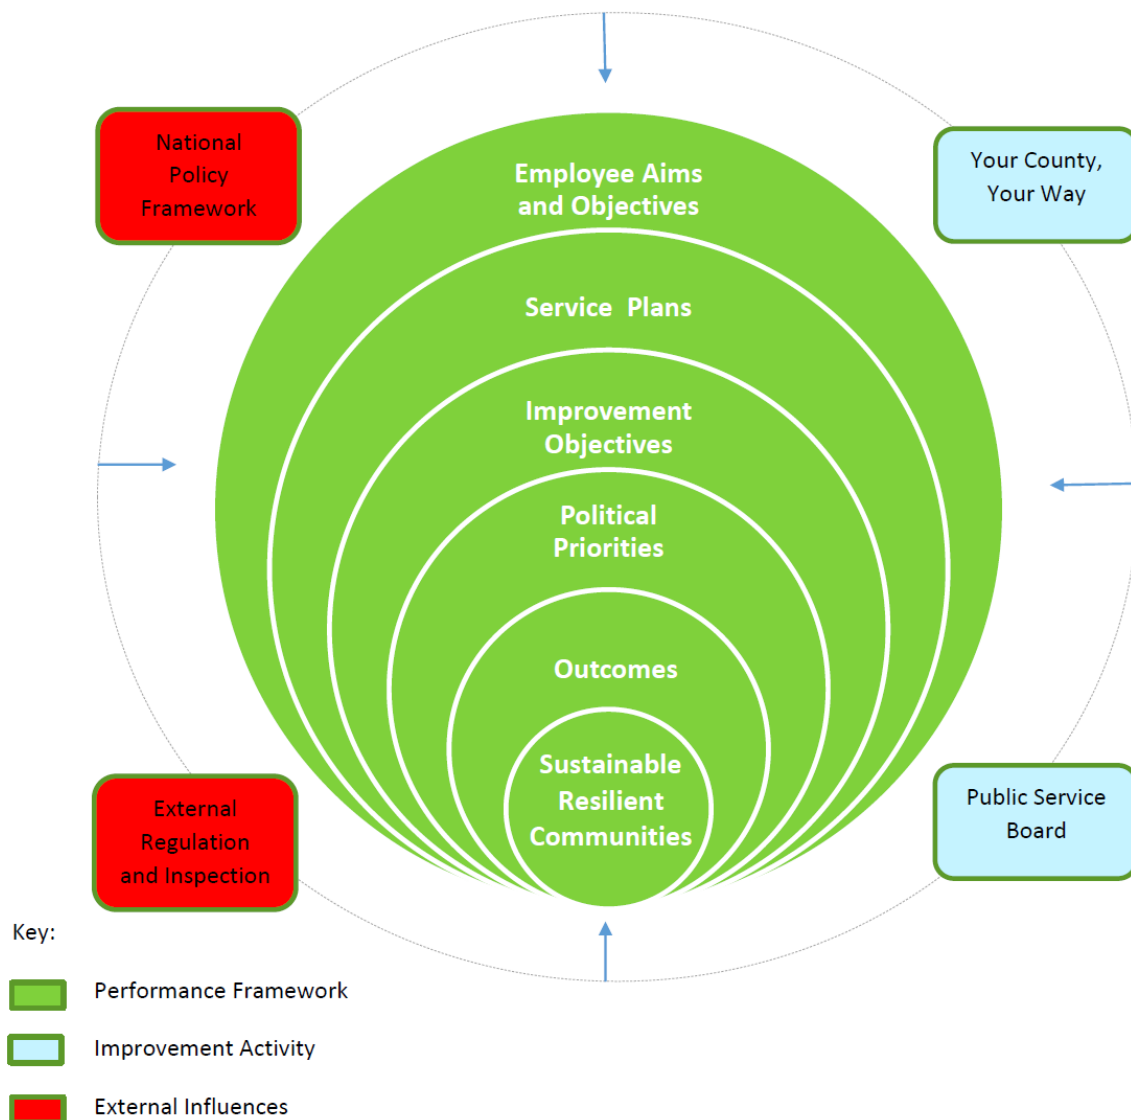 National
Policy
Framework
Your County,
Your Way
Employee Aims
and Objectives
Service Plans
Improvement
Objectives
Political
Priorities
Outcomes
Sustainable
Resilient
Communities
External
Regulation
and Inspection
Public Service
Board
Key:
Performance Framework
Improvement Activity
External Influences